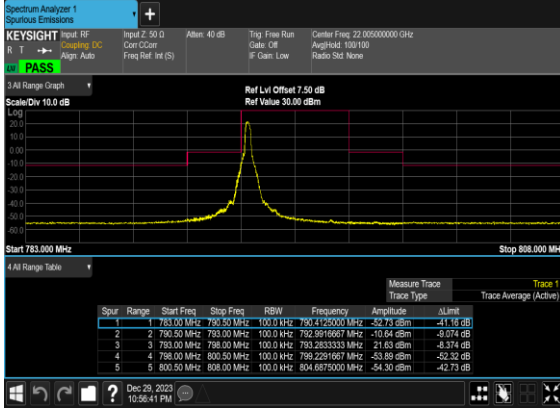 Spectrum Analyzer 1
Spurious Emissions
+
KEYSIGHT Input: RF Input Z: 50 Ω Atten: 40 dB Trig: Free Run Center Freq: 22.005000000 GHz
R T Coupling: DC Corr CCorr Gate: Off Avg|Hold: 100/100
Align: Auto Freq Ref: Int (S) IF Gain: Low Radio Std: None
LXI PASS
3 All Range Graph
Ref Lvl Offset 7.50 dB
Scale/Div 10.0 dB Ref Value 30.00 dBm
Log
20.0
10.0
0.00
-10.0
-20.0
-30.0
-40.0
-50.0
-60.0
Start 783.000 MHz Stop 808.000 MH
4 All Range Table
Measure Trace Trace 1
Trace Type Trace Average (Active)
Spur Range Start Freq Stop Freq RBW Frequency Amplitude ΔLimit
1 1 783.00 MHz 790.50 MHz 100.0 kHz 790.4125000 MHz -52.73 dBm -41.16 dB
2 2 790.50 MHz 793.00 MHz 100.0 kHz 792.9916667 MHz -10.64 dBm -9.074 dB
3 3 793.00 MHz 798.00 MHz 100.0 kHz 793.2833333 MHz 21.63 dBm -8.374 dB
4 4 798.00 MHz 800.50 MHz 100.0 kHz 799.2291667 MHz -53.89 dBm -52.32 dB
5 5 800.50 MHz 808.00 MHz 100.0 kHz 804.6875000 MHz -54.30 dBm -42.73 dB
Dec 29, 2023
10:56:41 PM